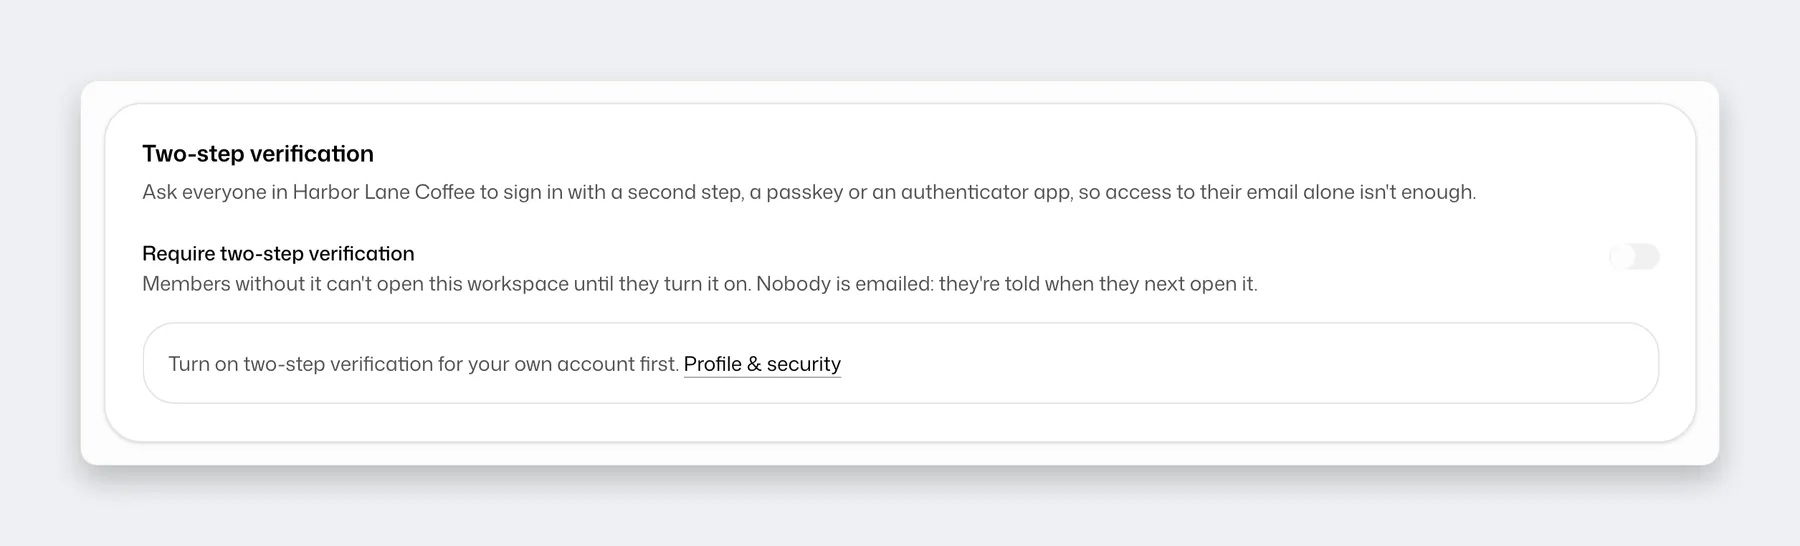 Two-step verification
Ask everyone in Harbor Lane Coffee to sign in with a second step, a passkey or an authenticator app, so access to their email alone isn't enough.
Require two-step verification
Members without it can't open this workspace until they turn it on. Nobody is emailed: they're told when they next open it.
Turn on two-step verification for your own account first. Profile & security